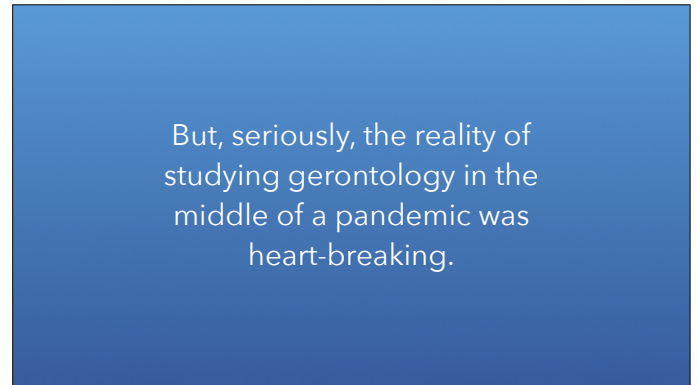 But, seriously, the reality of
studying gerontology in the
middle of a pandemic was
heart-breaking.